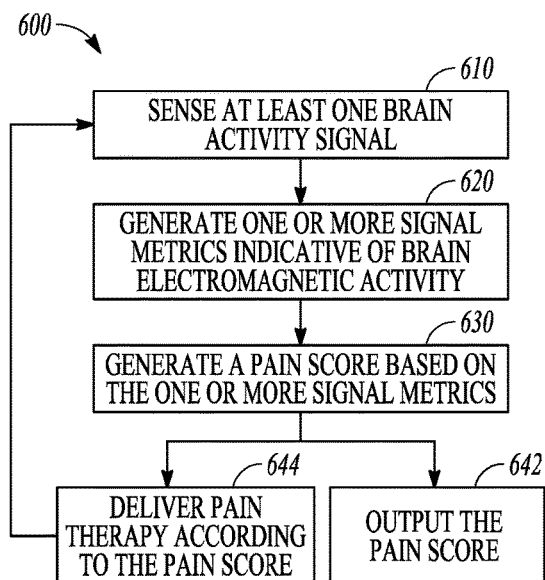 600
610
SENSE AT LEAST ONE BRAIN
ACTIVITY SIGNAL
620
GENERATE ONE OR MORE SIGNAL
METRICS INDICATIVE OF BRAIN
ELECTROMAGNETIC ACTIVITY
630
GENERATE A PAIN SCORE BASED ON
THE ONE OR MORE SIGNAL METRICS
644
DELIVER PAIN
THERAPY ACCORDING
TO THE PAIN SCORE
642
OUTPUT THE
PAIN SCORE